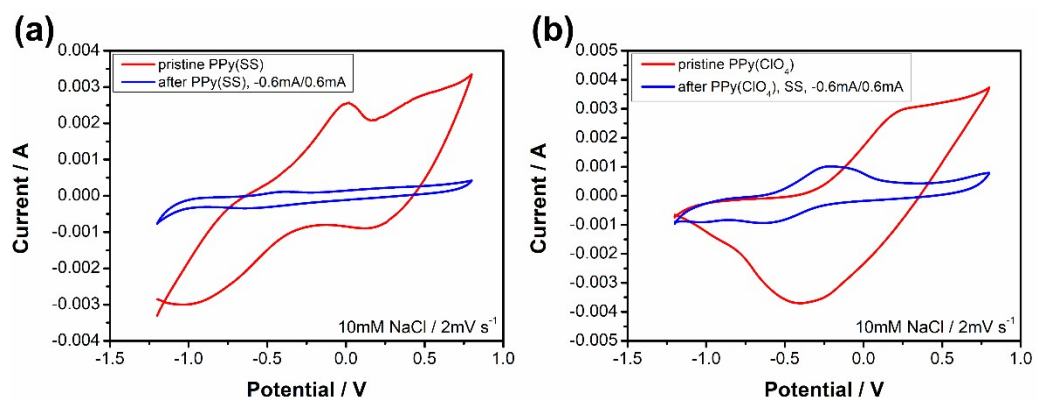 (a)
0.004
0.003
0.002
0.001
0.000
-0.001
-0.002
-0.003
-0.004
Current / A
pristine PPy(SS)
after PPy(SS), -0.6mA/0.6mA
10mM NaCl / 2mV s⁻¹
-1.5
-1.0
-0.5
0.0
0.5
1.0
Potential / V
(b)
0.005
0.004
0.003
0.002
0.001
0.000
-0.001
-0.002
-0.003
-0.004
-0.005
Current / A
pristine PPy(ClO₄)
after PPy(ClO₄), SS, -0.6mA/0.6mA
10mM NaCl / 2mV s⁻¹
-1.5
-1.0
-0.5
0.0
0.5
1.0
Potential / V